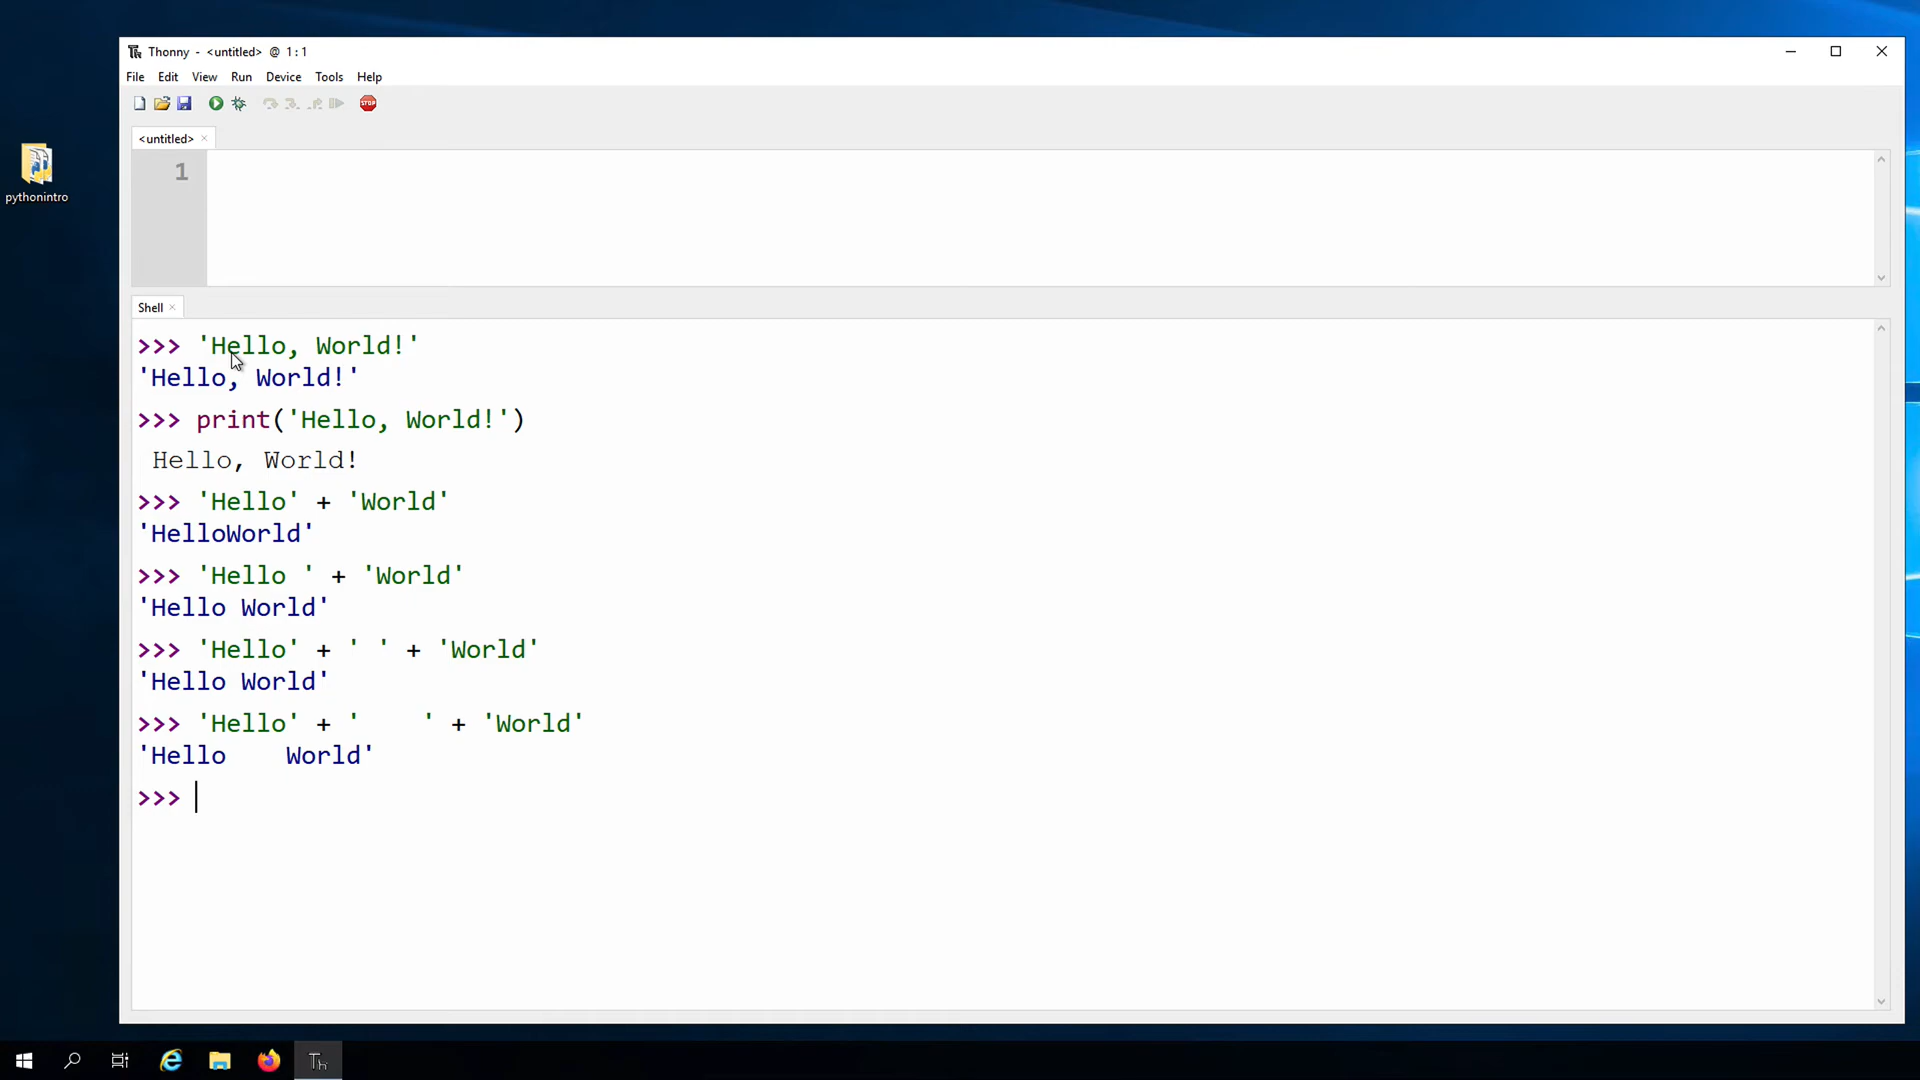 Thonny - <untitled> @ 1:1
File Edit View Run Device Tools Help
STOP
<untitled> ×
1
pythonintro
Shell ×
>>> 'Hello, World!'
'Hello, World!'
>>> print('Hello, World!')
Hello, World!
>>> 'Hello' + 'World'
'HelloWorld'
>>> 'Hello ' + 'World'
'Hello World'
>>> 'Hello' + ' ' + 'World'
'Hello World'
>>> 'Hello' + '    ' + 'World'
'Hello    World'
>>>
Th